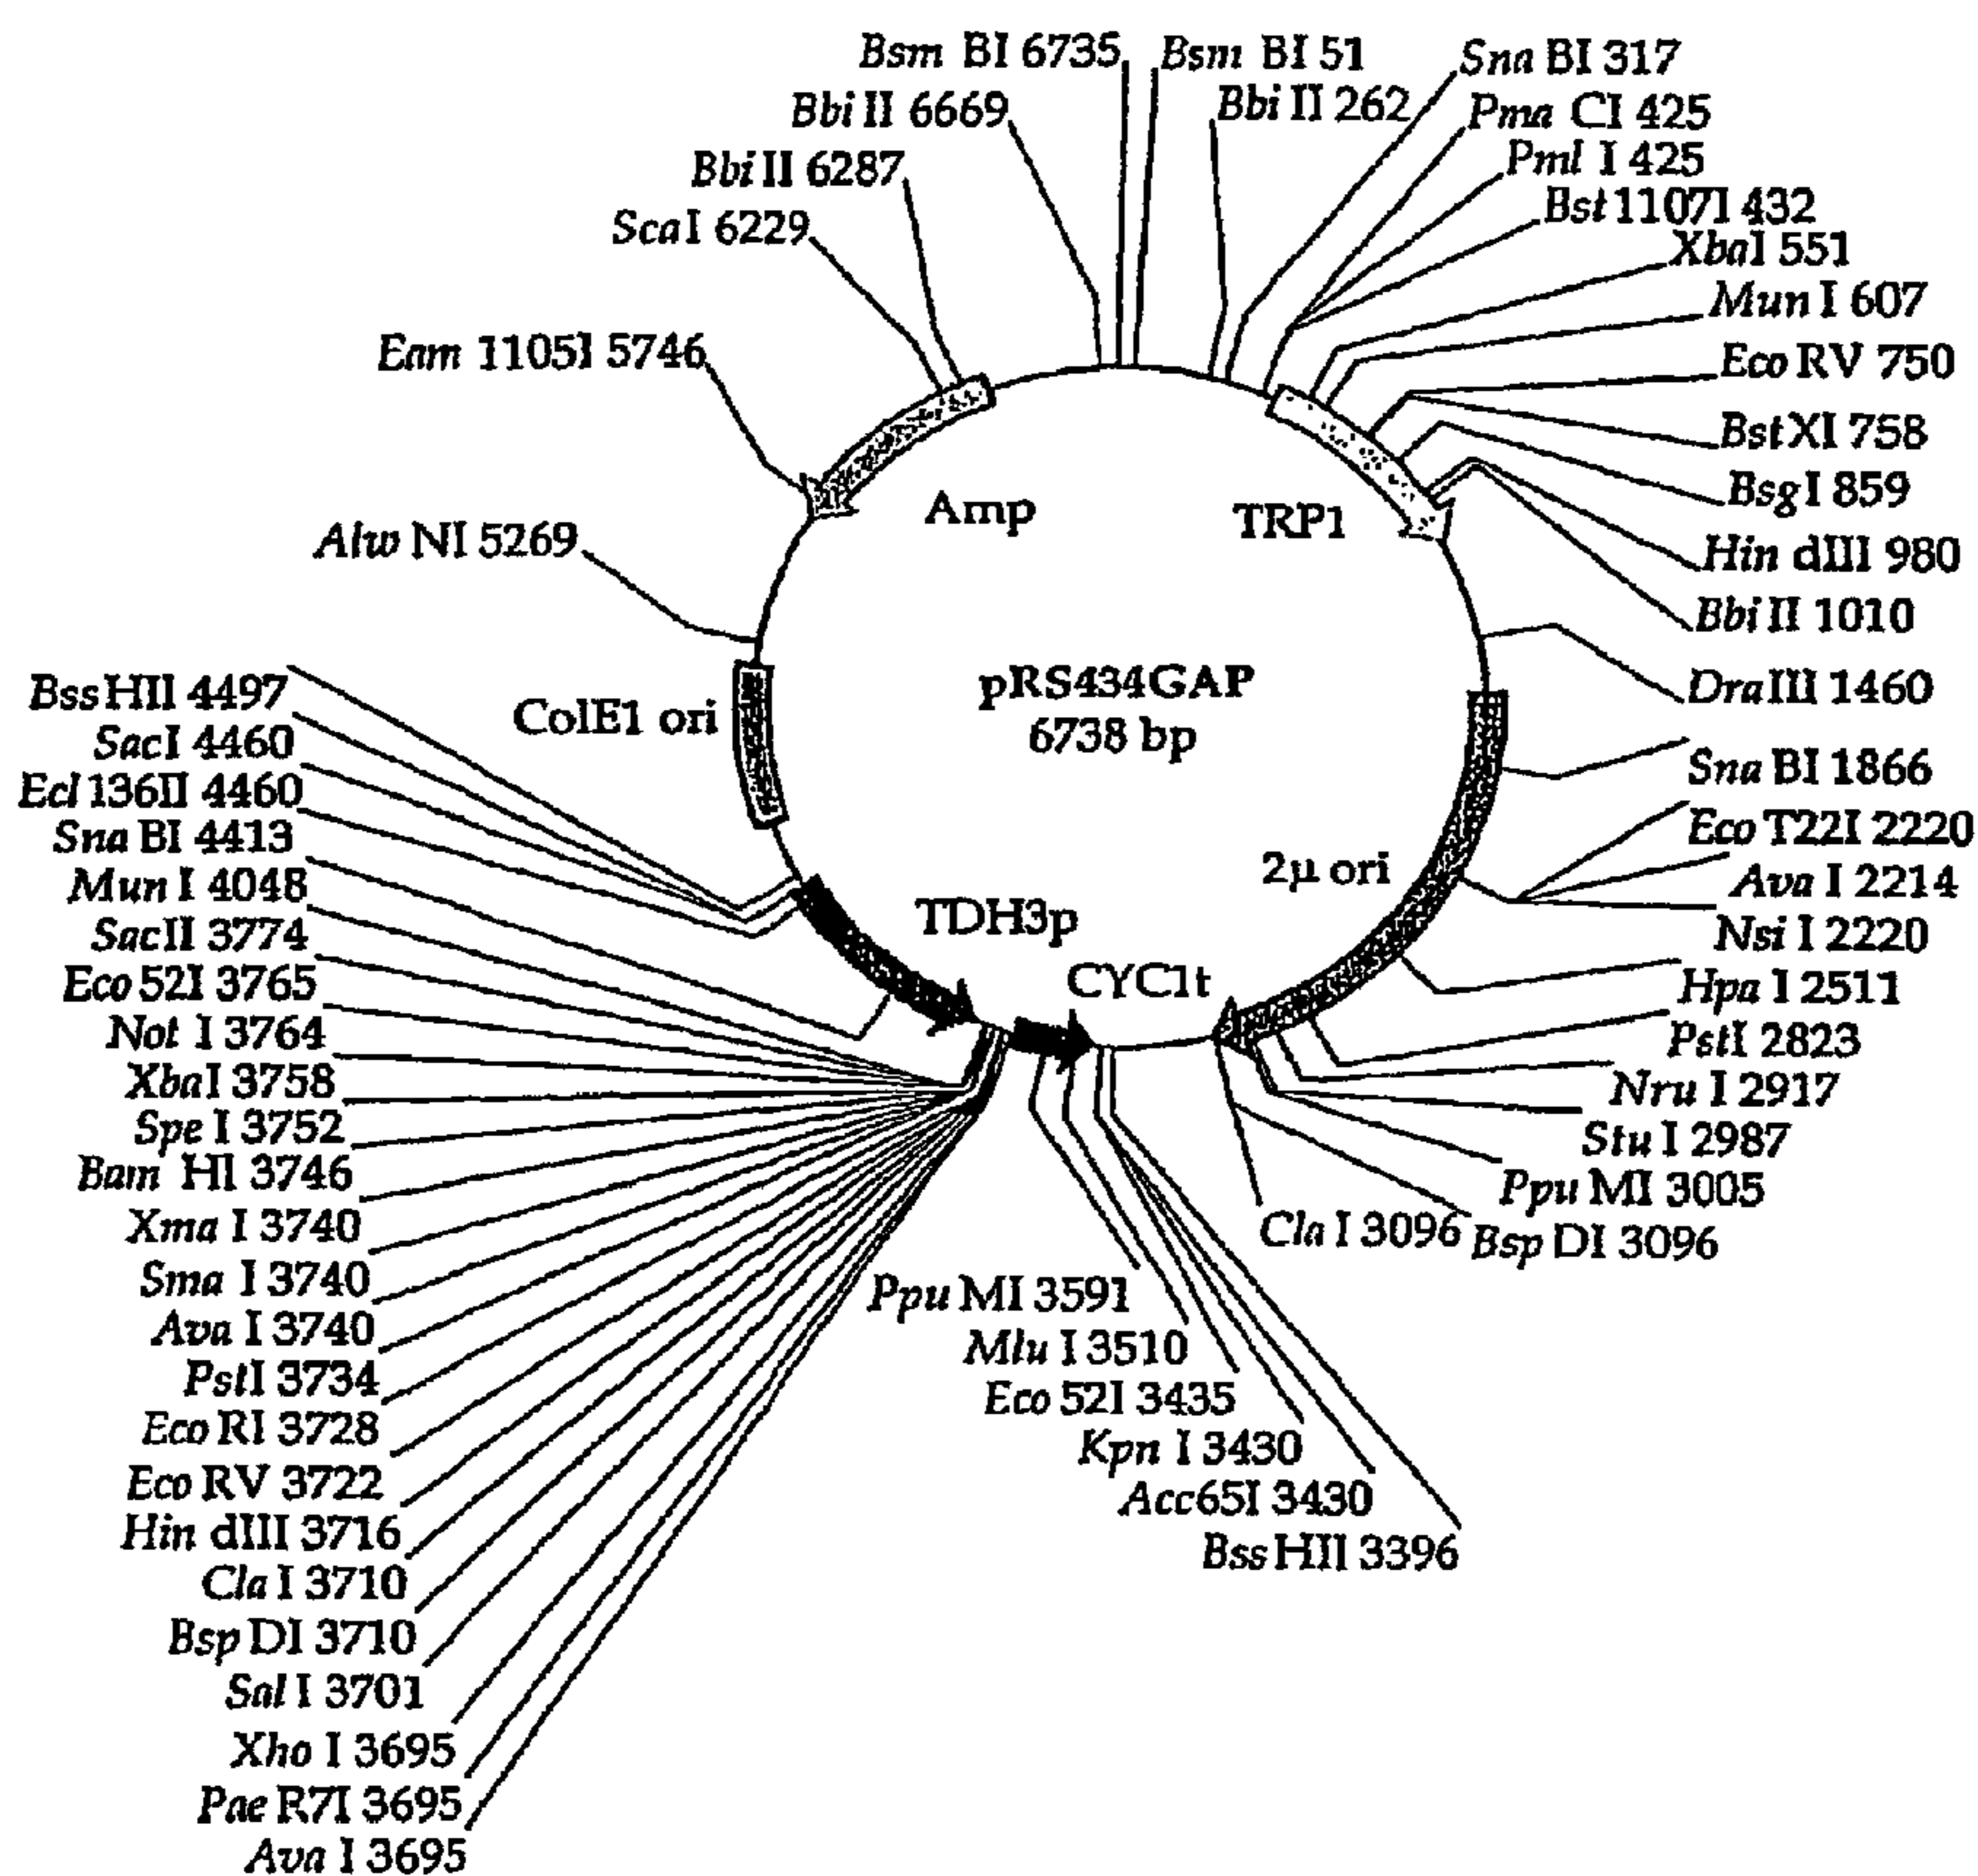 Bsm BI 6735
Bsm BI 51
Sna BI 317
Bbi II 6669
Bbi II 262
Pma CI 425
Bbi II 6287
Pml I 425
Sca I 6229
Bst 1107I 432
Xba I 551
Mun I 607
Eam 1105I 5746
Eco RV 750
Bst XI 758
Bsg I 859
Amp
TRP1
Alw NI 5269
Hin dIII 980
Bbi II 1010
pRS434GAP
6738 bp
Dra III 1460
ColE1 ori
Bss HII 4497
Sac I 4460
Ecl 136II 4460
Sna BI 4413
Mun I 4048
Sac II 3774
Eco 52I 3765
Not I 3764
Xba I 3758
Spe I 3752
Bam HI 3746
Xma I 3740
Sma I 3740
Ava I 3740
Pst I 3734
Eco RI 3728
Eco RV 3722
Hin dIII 3716
Cla I 3710
Bsp DI 3710
Sal I 3701
Xho I 3695
Pae R7I 3695
Ava I 3695
TDH3p
CYC1t
2μ ori
Sna BI 1866
Eco T22I 2220
Ava I 2214
Nsi I 2220
Hpa I 2511
Pst I 2823
Nru I 2917
Stu I 2987
Ppu MI 3005
Cla I 3096
Bsp DI 3096
Ppu MI 3591
Mlu I 3510
Eco 52I 3435
Kpn I 3430
Acc65I 3430
Bss HII 3396